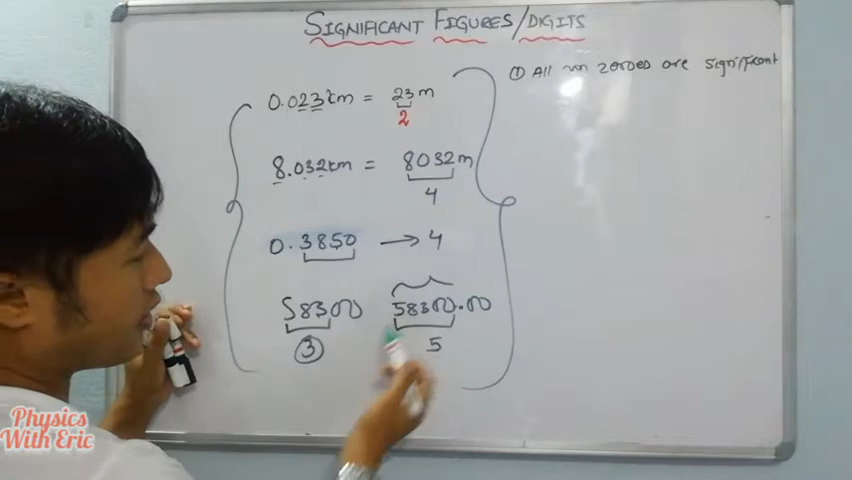 SIGNIFICANT FIGURES/DIGITS
① All non zeroes are significant
0.023km = 23m
2
8.032km = 8032m
4
0.3850 → 4
58300 58300.00
③ 5
Physics
With Eric